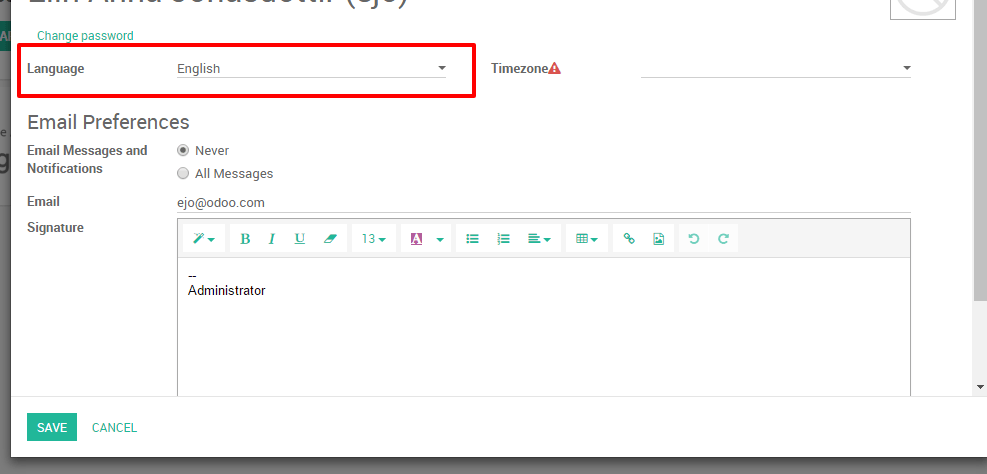 Change password
Language English Timezone
Email Preferences
Email Messages and Never
Notifications All Messages
Email ejo@odoo.com
Signature
B I U 13 A
--
Administrator
SAVE CANCEL